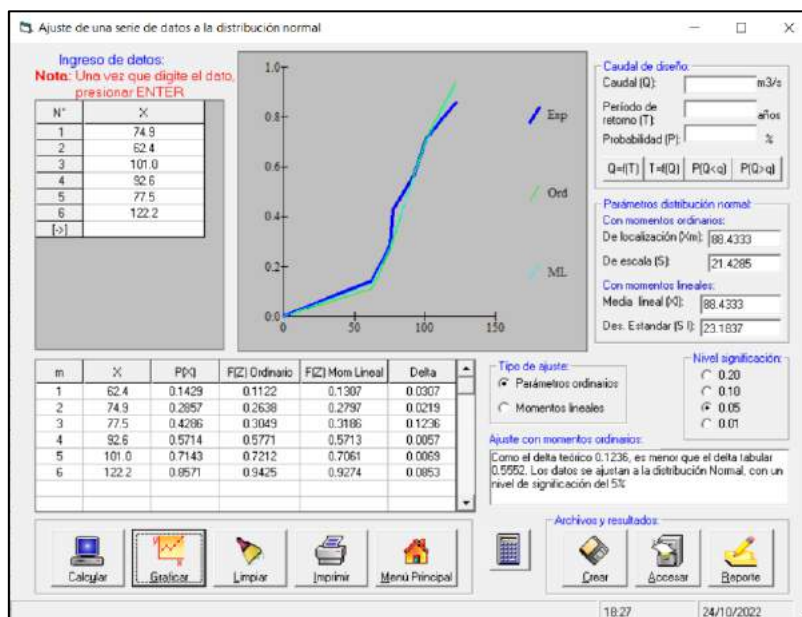 Ajuste de una serie de datos a la distribución normal
Ingreso de datos:
Nota: Una vez que digite el dato,
presionar ENTER
N° X
1 74.9
2 62.4
3 101.0
4 92.6
5 77.5
6 122.2
[->]
1.0
0.8
0.6
0.4
0.2
0.0
0 50 100 150
Exp
Ord
ML
Caudal de diseño:
Caudal (Q): m3/s
Período de
retorno (T): años
Probabilidad (P): %
Q=f(T) T=f(Q) P(Q<q) P(Q>q)
Parámetros distribución normal:
Con momentos ordinarios:
De localización (Xm): 88.4333
De escala (S): 21.4285
Con momentos lineales:
Media lineal (Xl): 88.4333
Des. Estandar (S l): 23.1837
m X P(X) F(Z) Ordinario F(Z) Mom Lineal Delta
1 62.4 0.1429 0.1122 0.1307 0.0307
2 74.9 0.2857 0.2638 0.2797 0.0219
3 77.5 0.4286 0.3049 0.3186 0.1236
4 92.6 0.5714 0.5771 0.5713 0.0057
5 101.0 0.7143 0.7212 0.7061 0.0069
6 122.2 0.8571 0.9425 0.9274 0.0853
Tipo de ajuste:
Parámetros ordinarios
Momentos lineales
Nivel significación:
0.20
0.10
0.05
0.01
Ajuste con momentos ordinarios:
Como el delta teórico 0.1236, es menor que el delta tabular
0.5552. Los datos se ajustan a la distribución Normal, con un
nivel de significación del 5%
Calcular Graficar Limpiar Imprimir Menú Principal
Archivos y resultados:
Crear Accesar Reporte
18:27 24/10/2022